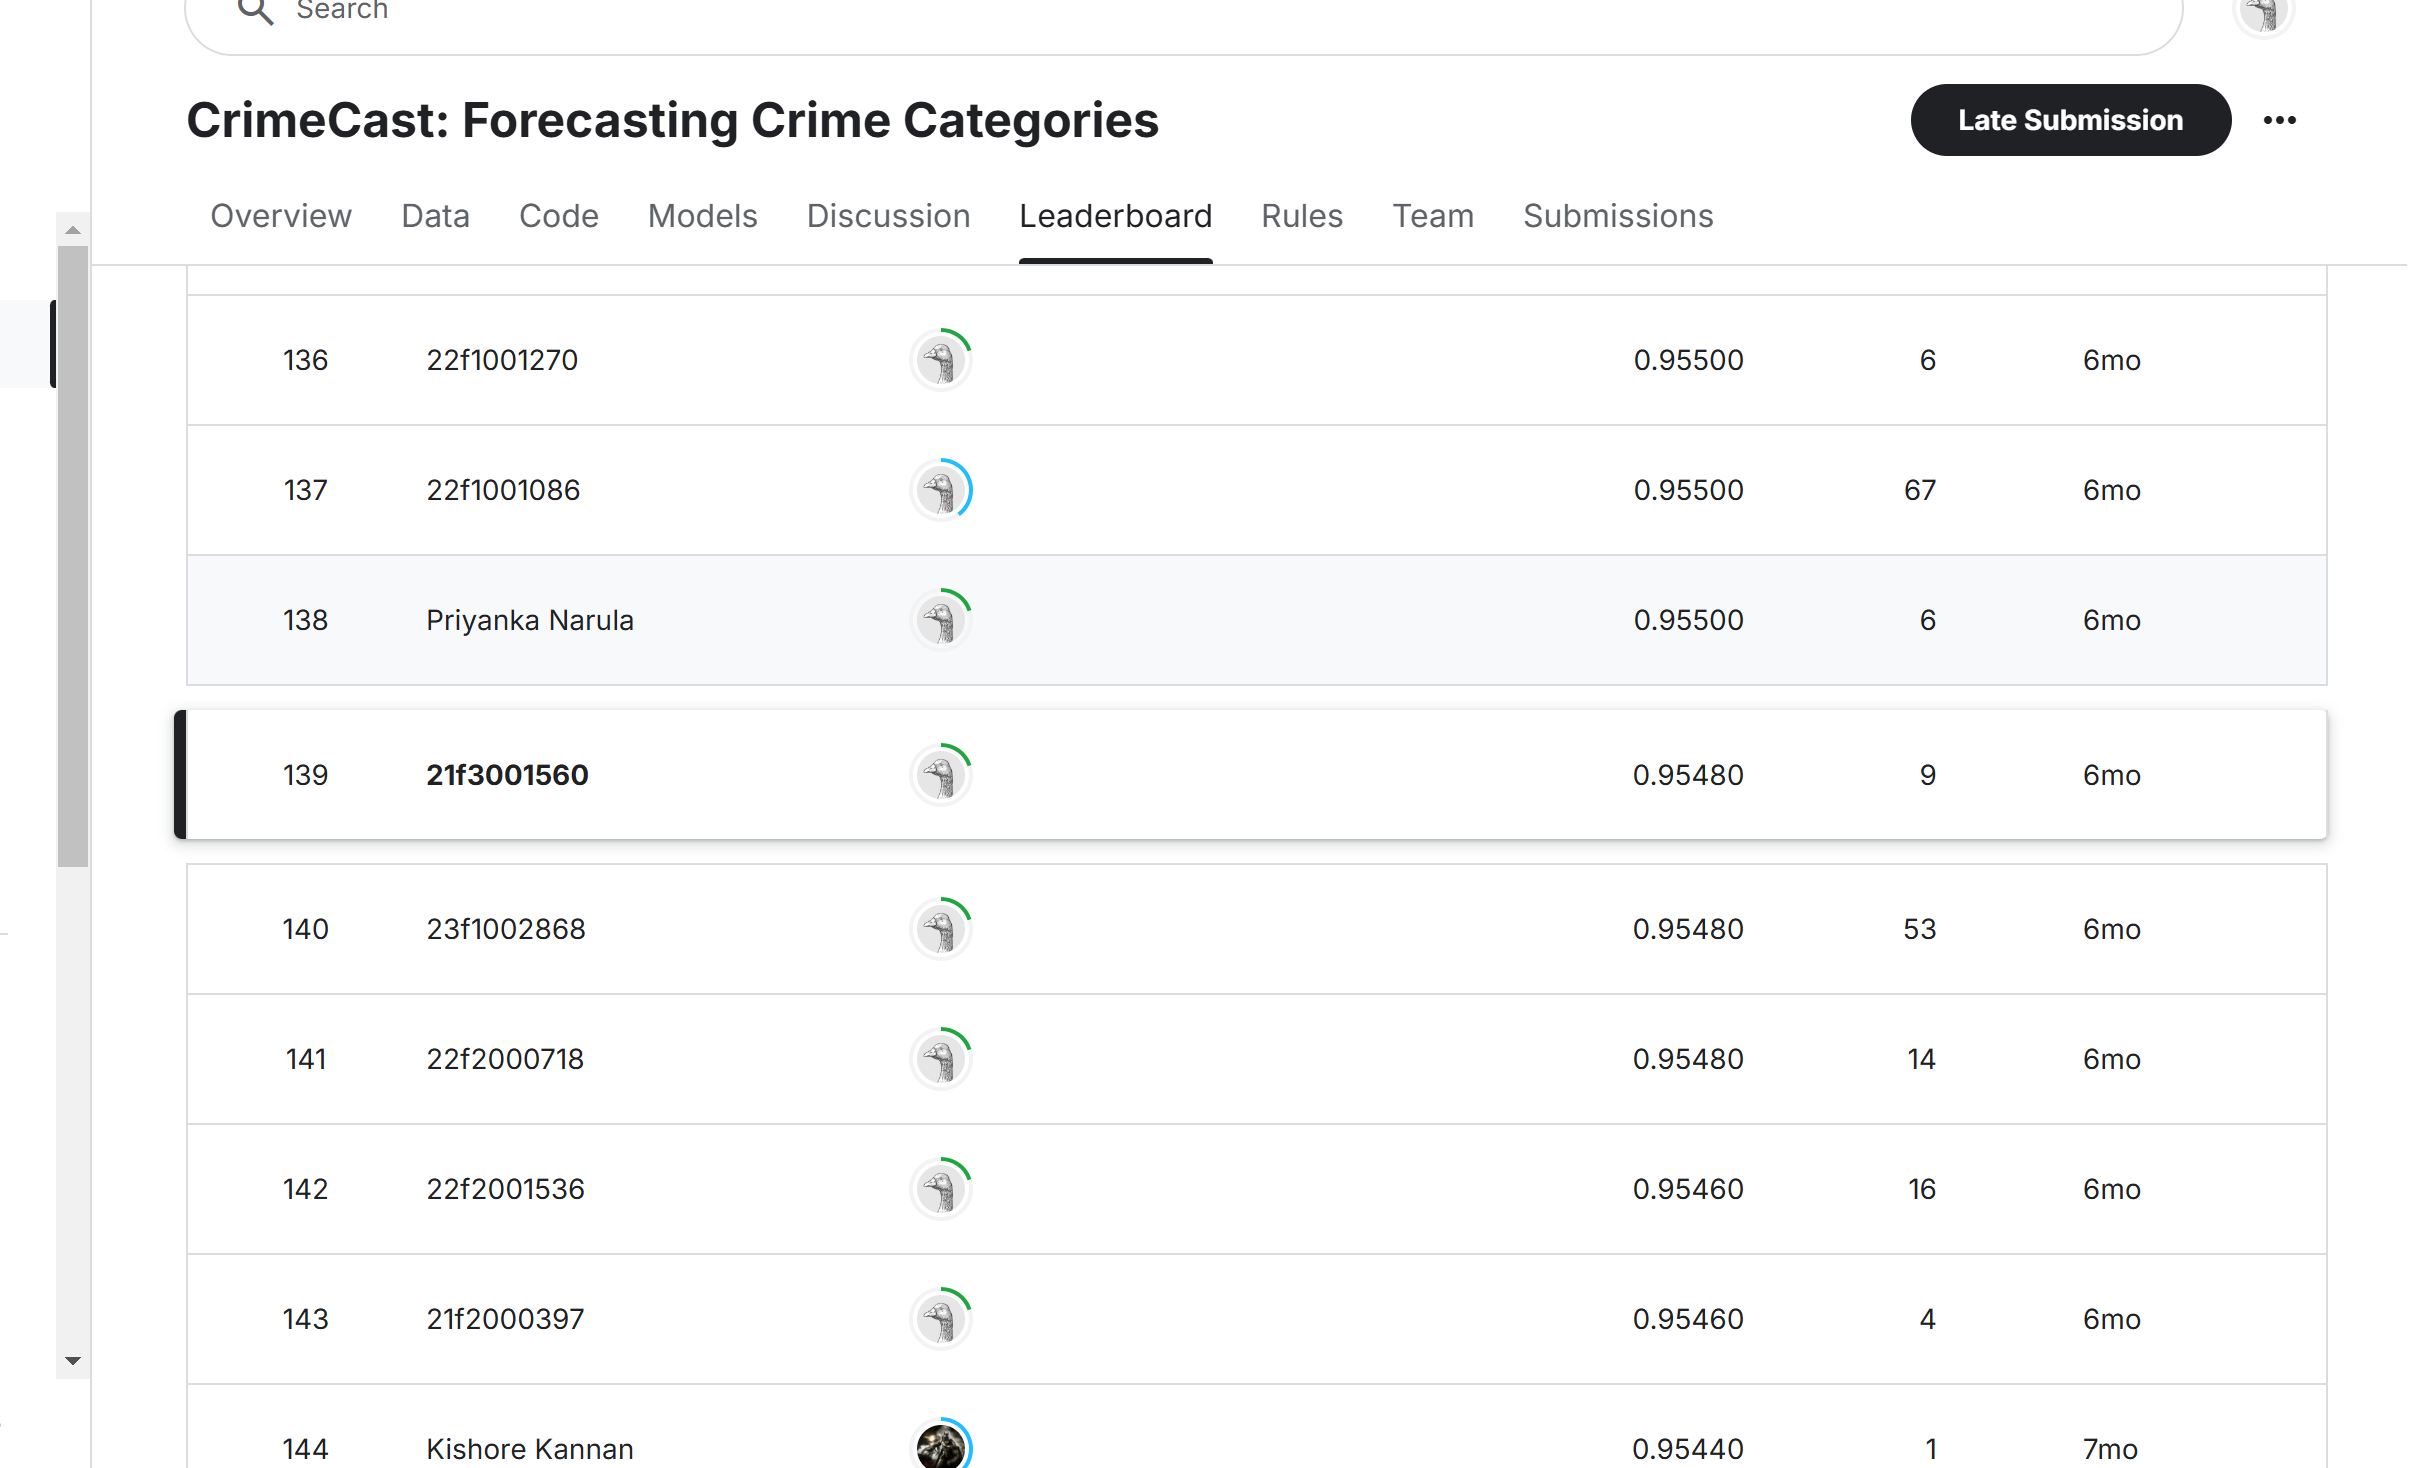 Search
CrimeCast: Forecasting Crime Categories
Late Submission
Overview Data Code Models Discussion Leaderboard Rules Team Submissions
136 22f1001270 0.95500 6 6mo
137 22f1001086 0.95500 67 6mo
138 Priyanka Narula 0.95500 6 6mo
139 21f3001560 0.95480 9 6mo
140 23f1002868 0.95480 53 6mo
141 22f2000718 0.95480 14 6mo
142 22f2001536 0.95460 16 6mo
143 21f2000397 0.95460 4 6mo
144 Kishore Kannan 0.95440 1 7mo